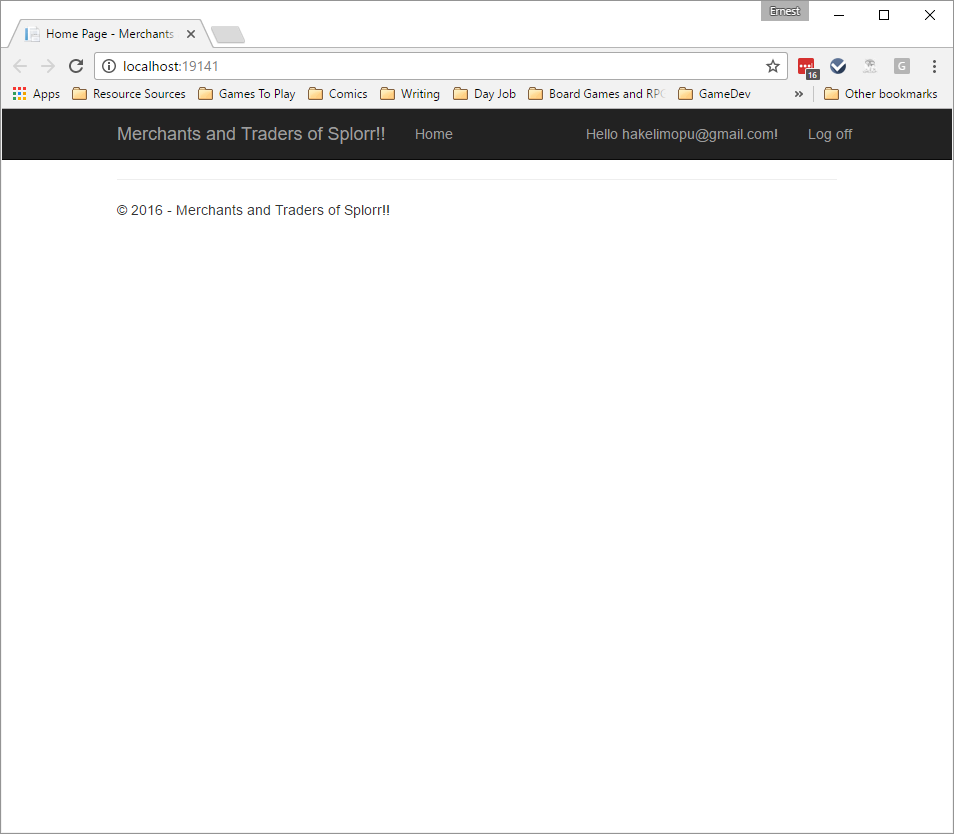 Ernest
Home Page - Merchants
localhost:19141
16
G
Apps Resource Sources Games To Play Comics Writing Day Job Board Games and RPG GameDev » Other bookmarks
Merchants and Traders of Splorr!! Home Hello hakelimopu@gmail.com! Log off
© 2016 - Merchants and Traders of Splorr!!